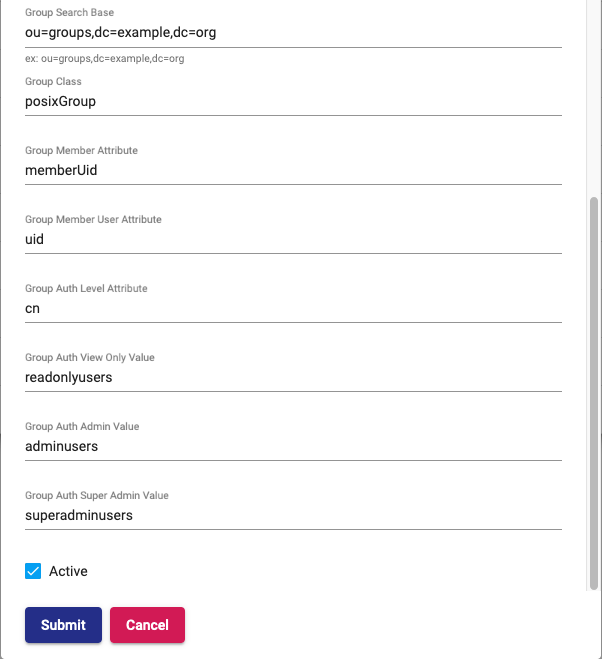 Group Search Base
ou=groups,dc=example,dc=org
ex: ou=groups,dc=example,dc=org
Group Class
posixGroup
Group Member Attribute
memberUid
Group Member User Attribute
uid
Group Auth Level Attribute
cn
Group Auth View Only Value
readonlyusers
Group Auth Admin Value
adminusers
Group Auth Super Admin Value
superadminusers
Active
Submit Cancel